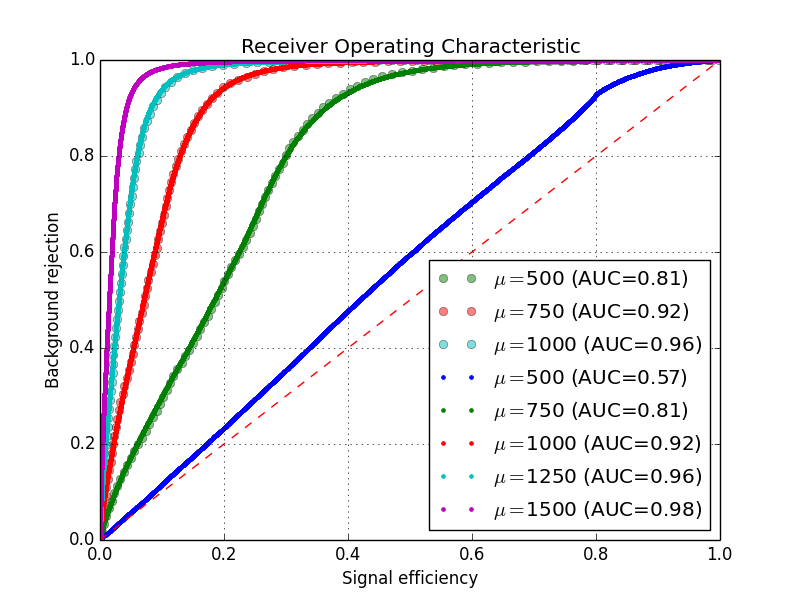 Receiver Operating Characteristic
1.0
0.8
0.6
0.4
0.2
0.0
Background rejection
μ=500 (AUC=0.81)
μ=750 (AUC=0.92)
μ=1000 (AUC=0.96)
μ=500 (AUC=0.57)
μ=750 (AUC=0.81)
μ=1000 (AUC=0.92)
μ=1250 (AUC=0.96)
μ=1500 (AUC=0.98)
0.0 0.2 0.4 0.6 0.8 1.0
Signal efficiency